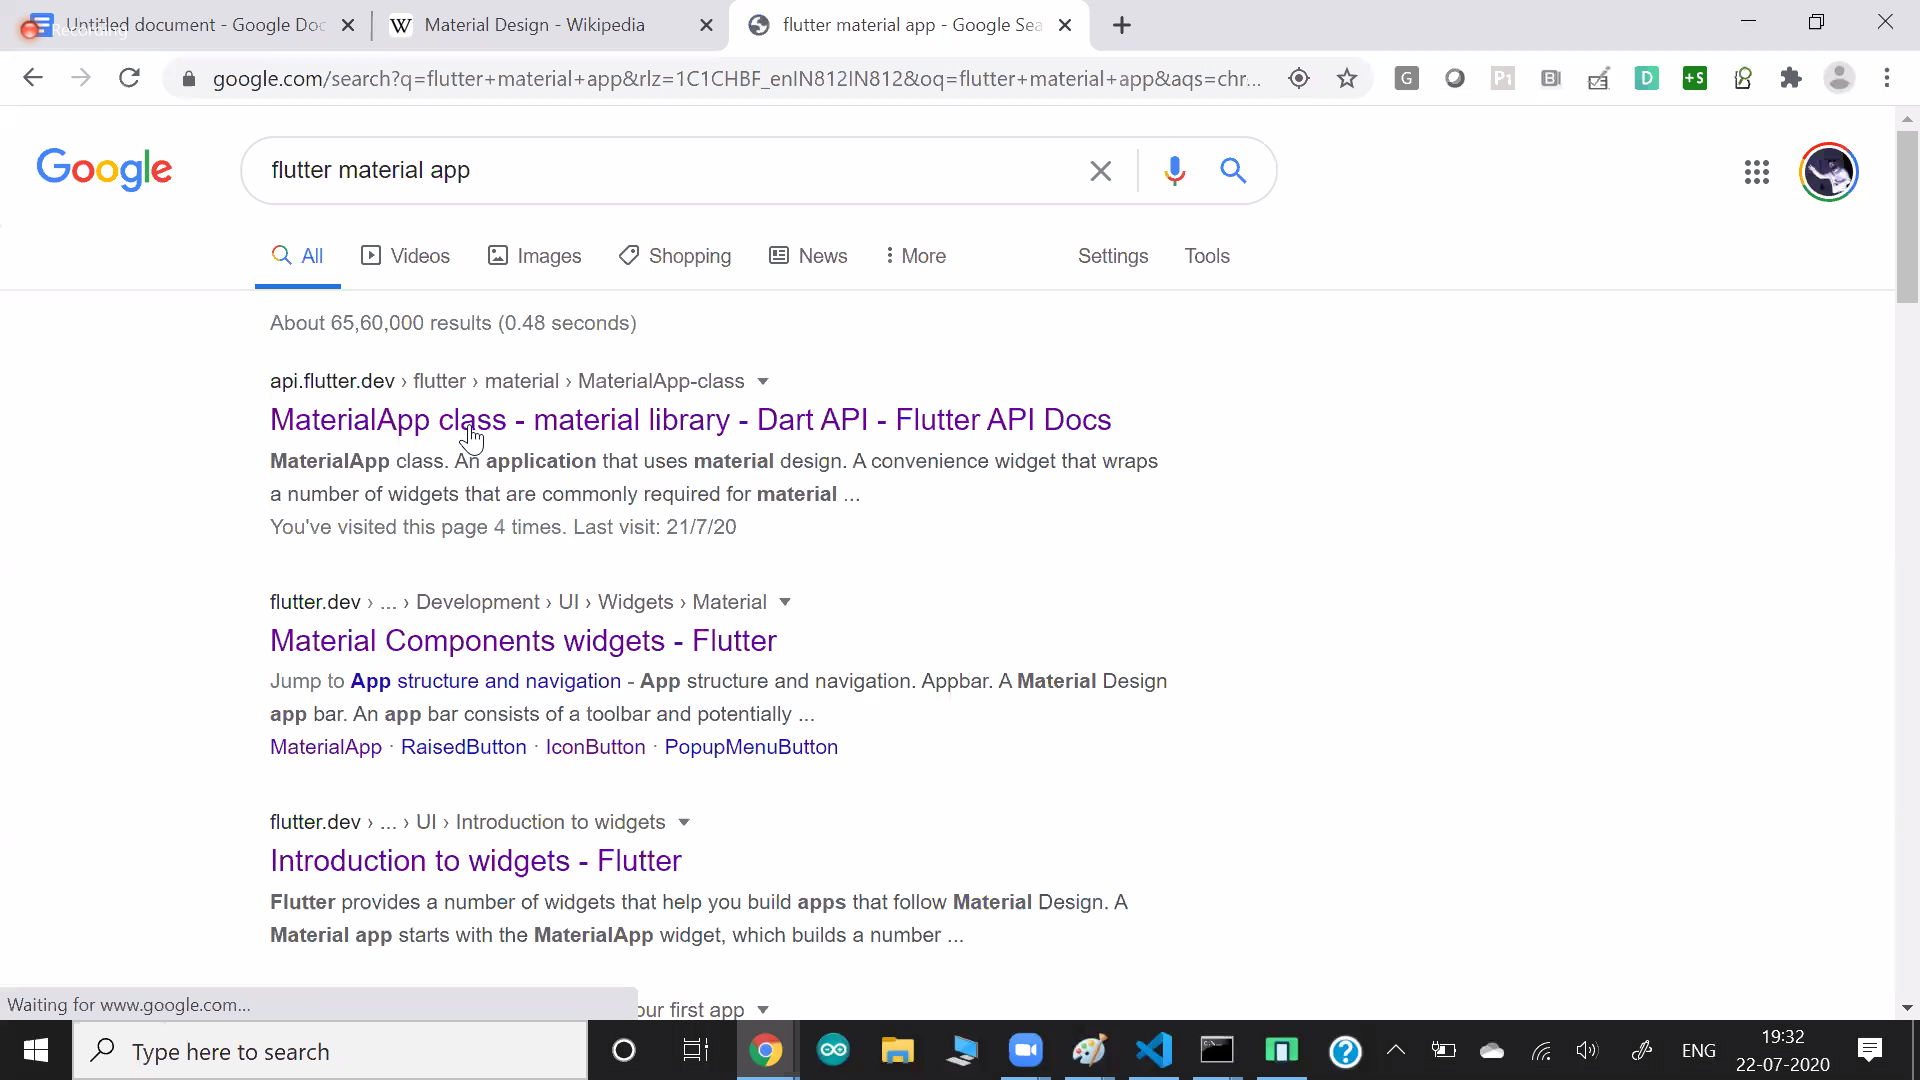 Untitled document - Google Doc
Recording
Material Design - Wikipedia
flutter material app - Google Sea
google.com/search?q=flutter+material+app&rlz=1C1CHBF_enIN812IN812&oq=flutter+material+app&aqs=chr...
Google
flutter material app
All
Videos
Images
Shopping
News
More
Settings
Tools
About 65,60,000 results (0.48 seconds)
api.flutter.dev › flutter › material › MaterialApp-class
MaterialApp class - material library - Dart API - Flutter API Docs
MaterialApp class. An application that uses material design. A convenience widget that wraps
a number of widgets that are commonly required for material ...
You've visited this page 4 times. Last visit: 21/7/20
flutter.dev › ... › Development › UI › Widgets › Material
Material Components widgets - Flutter
Jump to App structure and navigation - App structure and navigation. Appbar. A Material Design
app bar. An app bar consists of a toolbar and potentially ...
MaterialApp · RaisedButton · IconButton · PopupMenuButton
flutter.dev › ... › UI › Introduction to widgets
Introduction to widgets - Flutter
Flutter provides a number of widgets that help you build apps that follow Material Design. A
Material app starts with the MaterialApp widget, which builds a number ...
Waiting for www.google.com...
our first app
Type here to search
ENG
19:32
22-07-2020